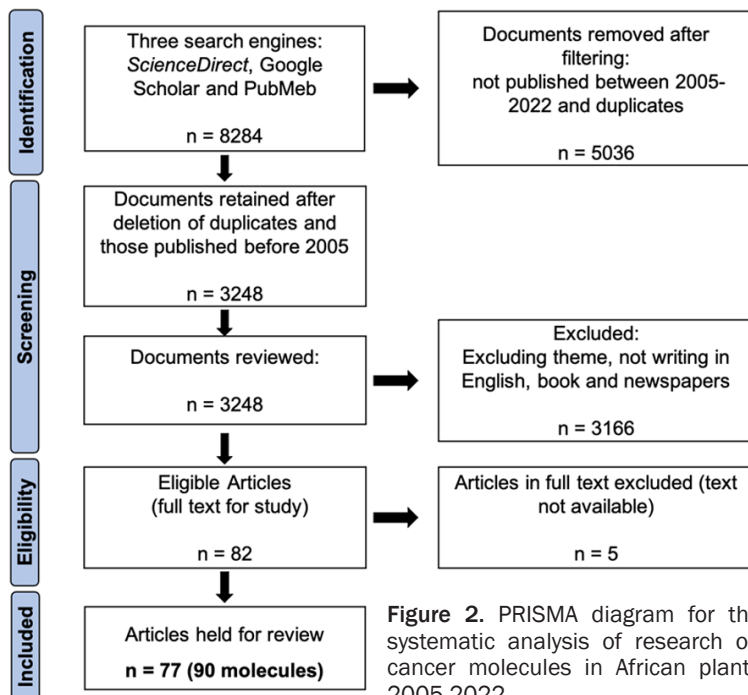 Identification
Three search engines:
ScienceDirect, Google
Scholar and PubMeb
n = 8284
Documents removed after
filtering:
not published between 2005-
2022 and duplicates
n = 5036
Screening
Documents retained after
deletion of duplicates and
those published before 2005
n = 3248
Documents reviewed:
n = 3248
Excluded:
Excluding theme, not writing in
English, book and newspapers
n = 3166
Eligibility
Eligible Articles
(full text for study)
n = 82
Articles in full text excluded (text
not available)
n = 5
Included
Articles held for review
n = 77 (90 molecules)
Figure 2. PRISMA diagram for th
systematic analysis of research o
cancer molecules in African plant
2005-2022